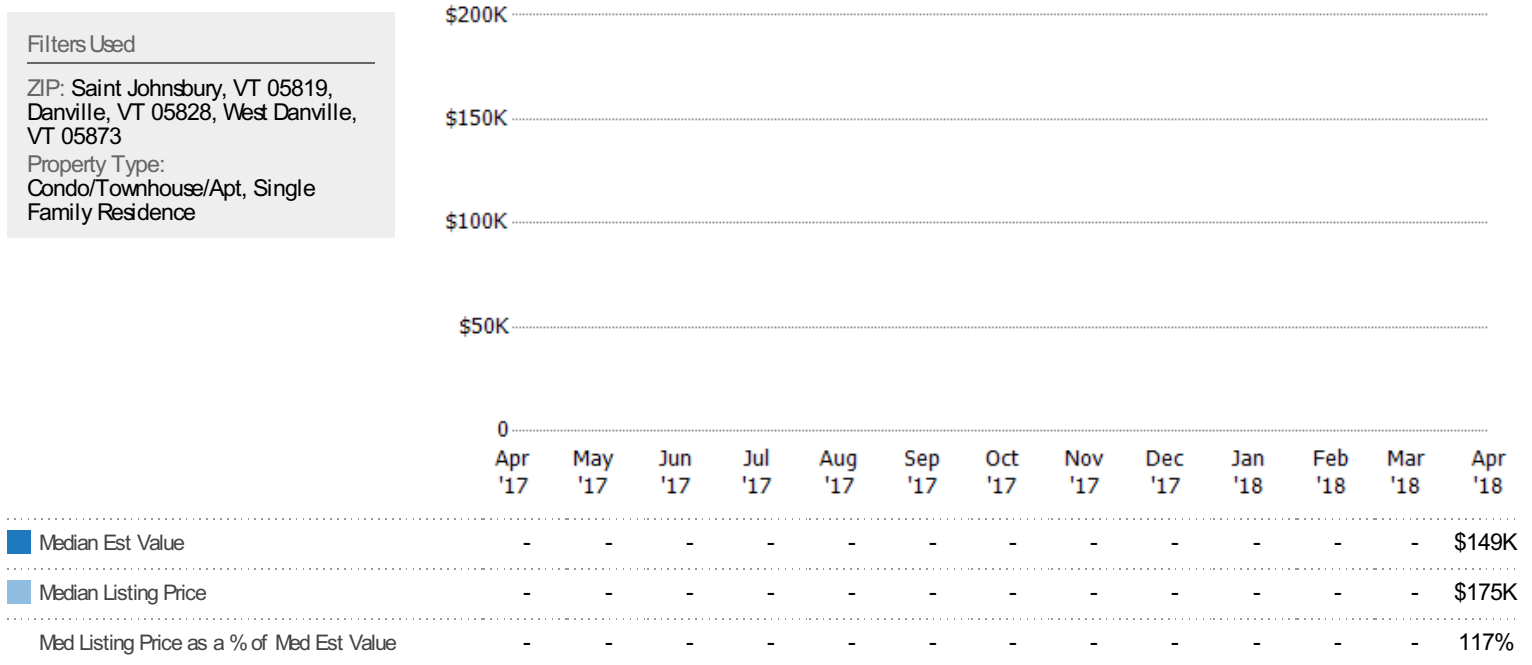 Filters Used
ZIP: Saint Johnsbury, VT 05819,
Danville, VT 05828, West Danville,
VT 05873
Property Type:
Condo/Townhouse/Apt, Single
Family Residence
$200K
$150K
$100K
$50K
0
Apr May Jun Jul Aug Sep Oct Nov Dec Jan Feb Mar Apr
'17 '17 '17 '17 '17 '17 '17 '17 '17 '18 '18 '18 '18
Median Est Value - - - - - - - - - - - - $149K
Median Listing Price - - - - - - - - - - - - $175K
Med Listing Price as a % of Med Est Value - - - - - - - - - - - - 117%